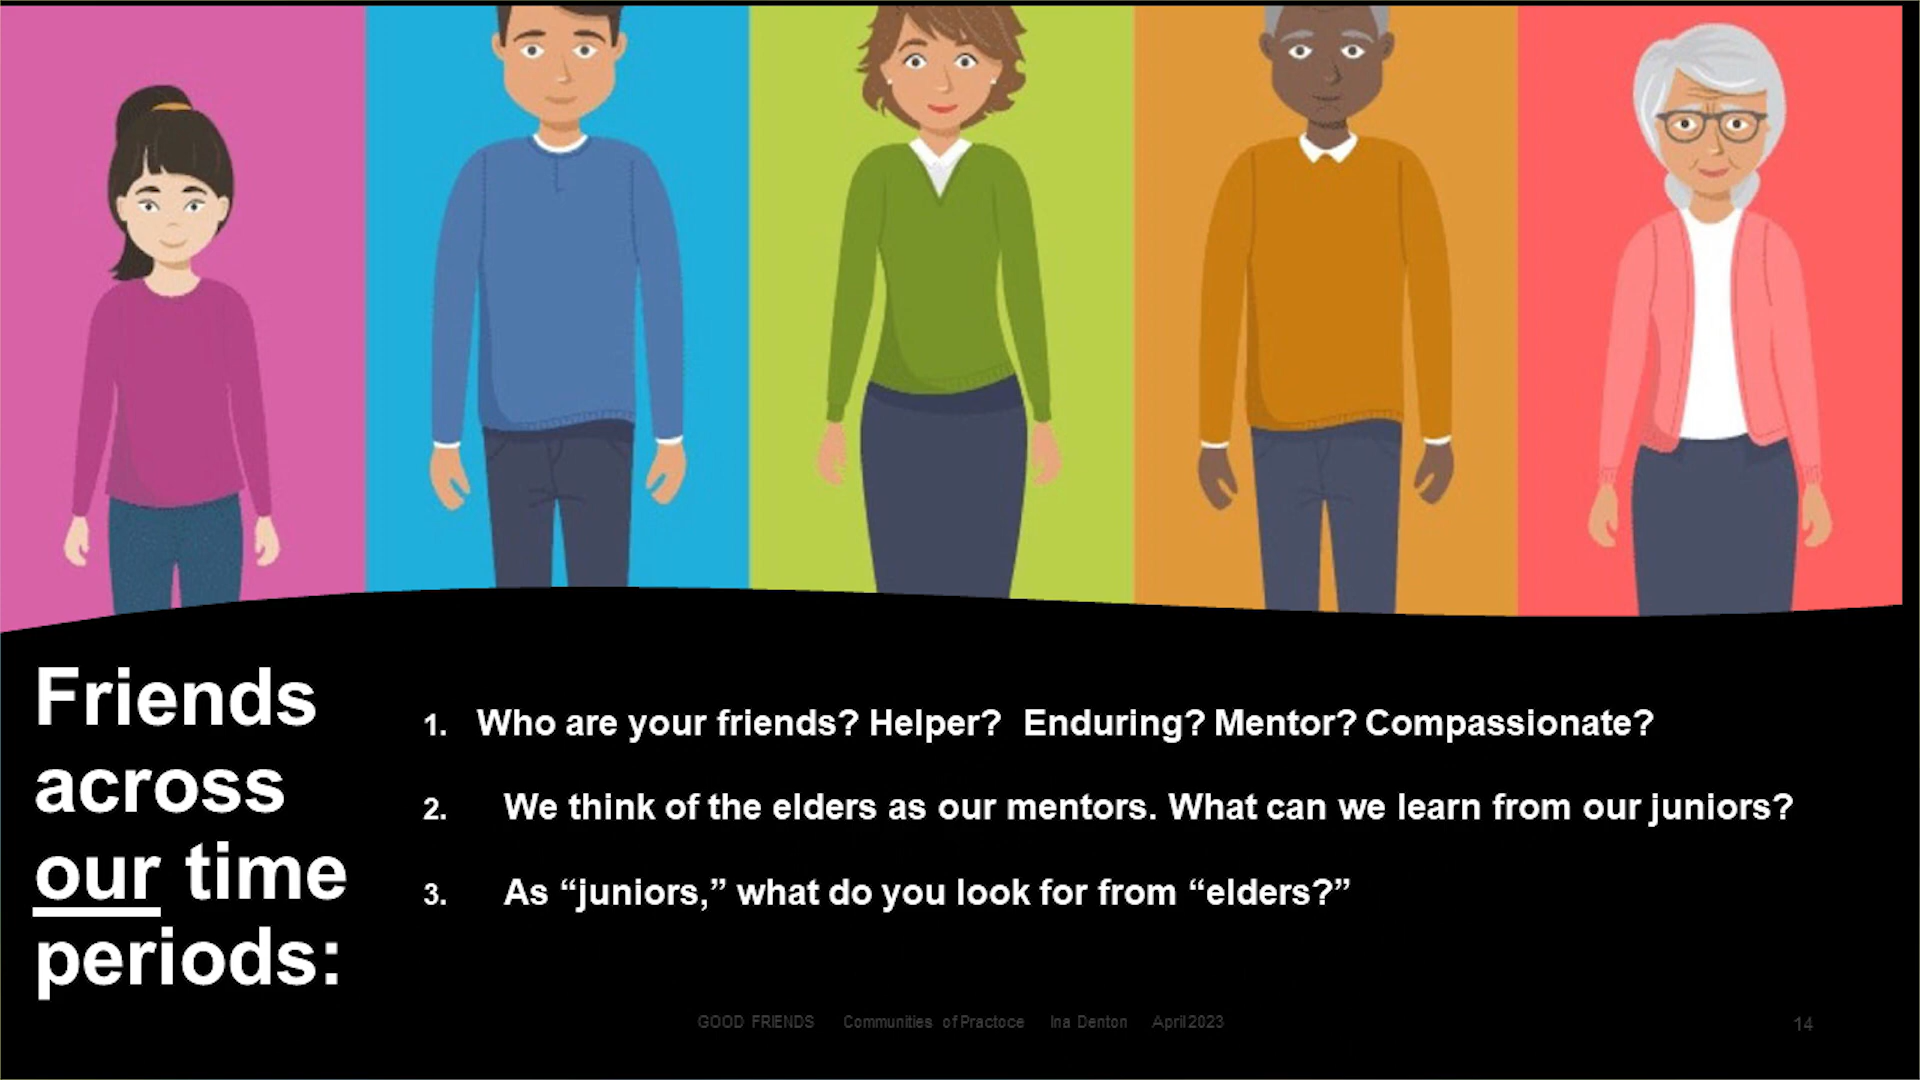 Friends
across
our time
periods:
1. Who are your friends? Helper? Enduring? Mentor? Compassionate?
2. We think of the elders as our mentors. What can we learn from our juniors?
3. As “juniors,” what do you look for from “elders?”
GOOD FRIENDS Communities of Practoce Ina Denton April 2023
14